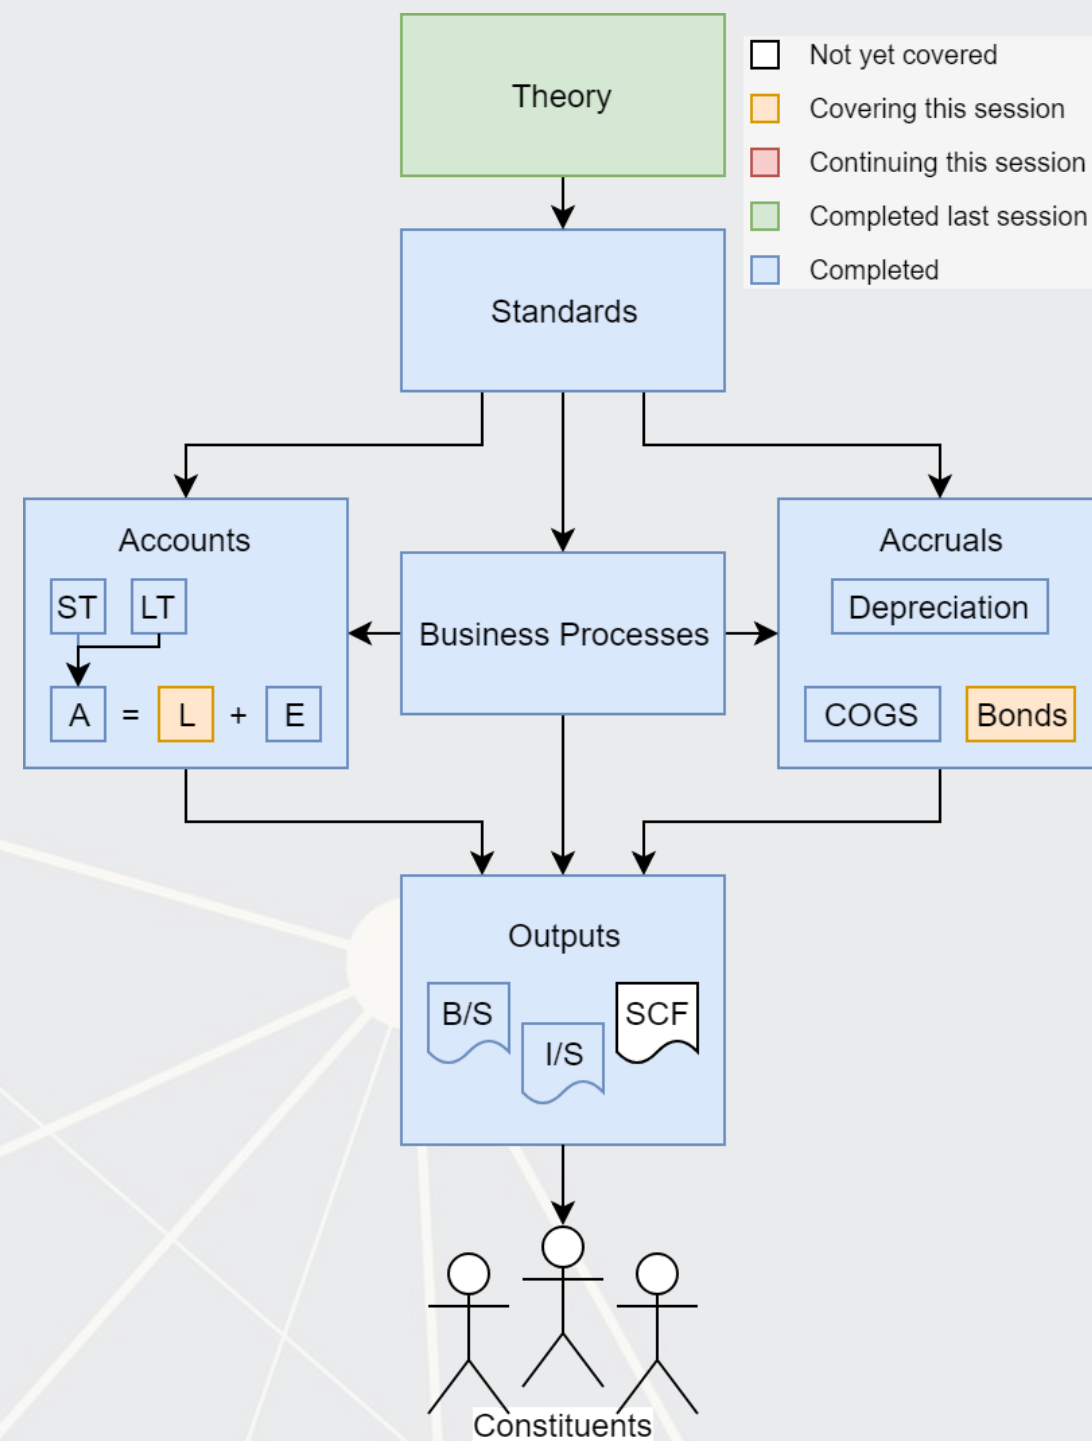 Theory
Not yet covered
Covering this session
Continuing this session
Completed last session
Completed
Standards
Accounts
ST LT
A = L + E
Business Processes
Accruals
Depreciation
COGS Bonds
Outputs
B/S
I/S
SCF
Constituents